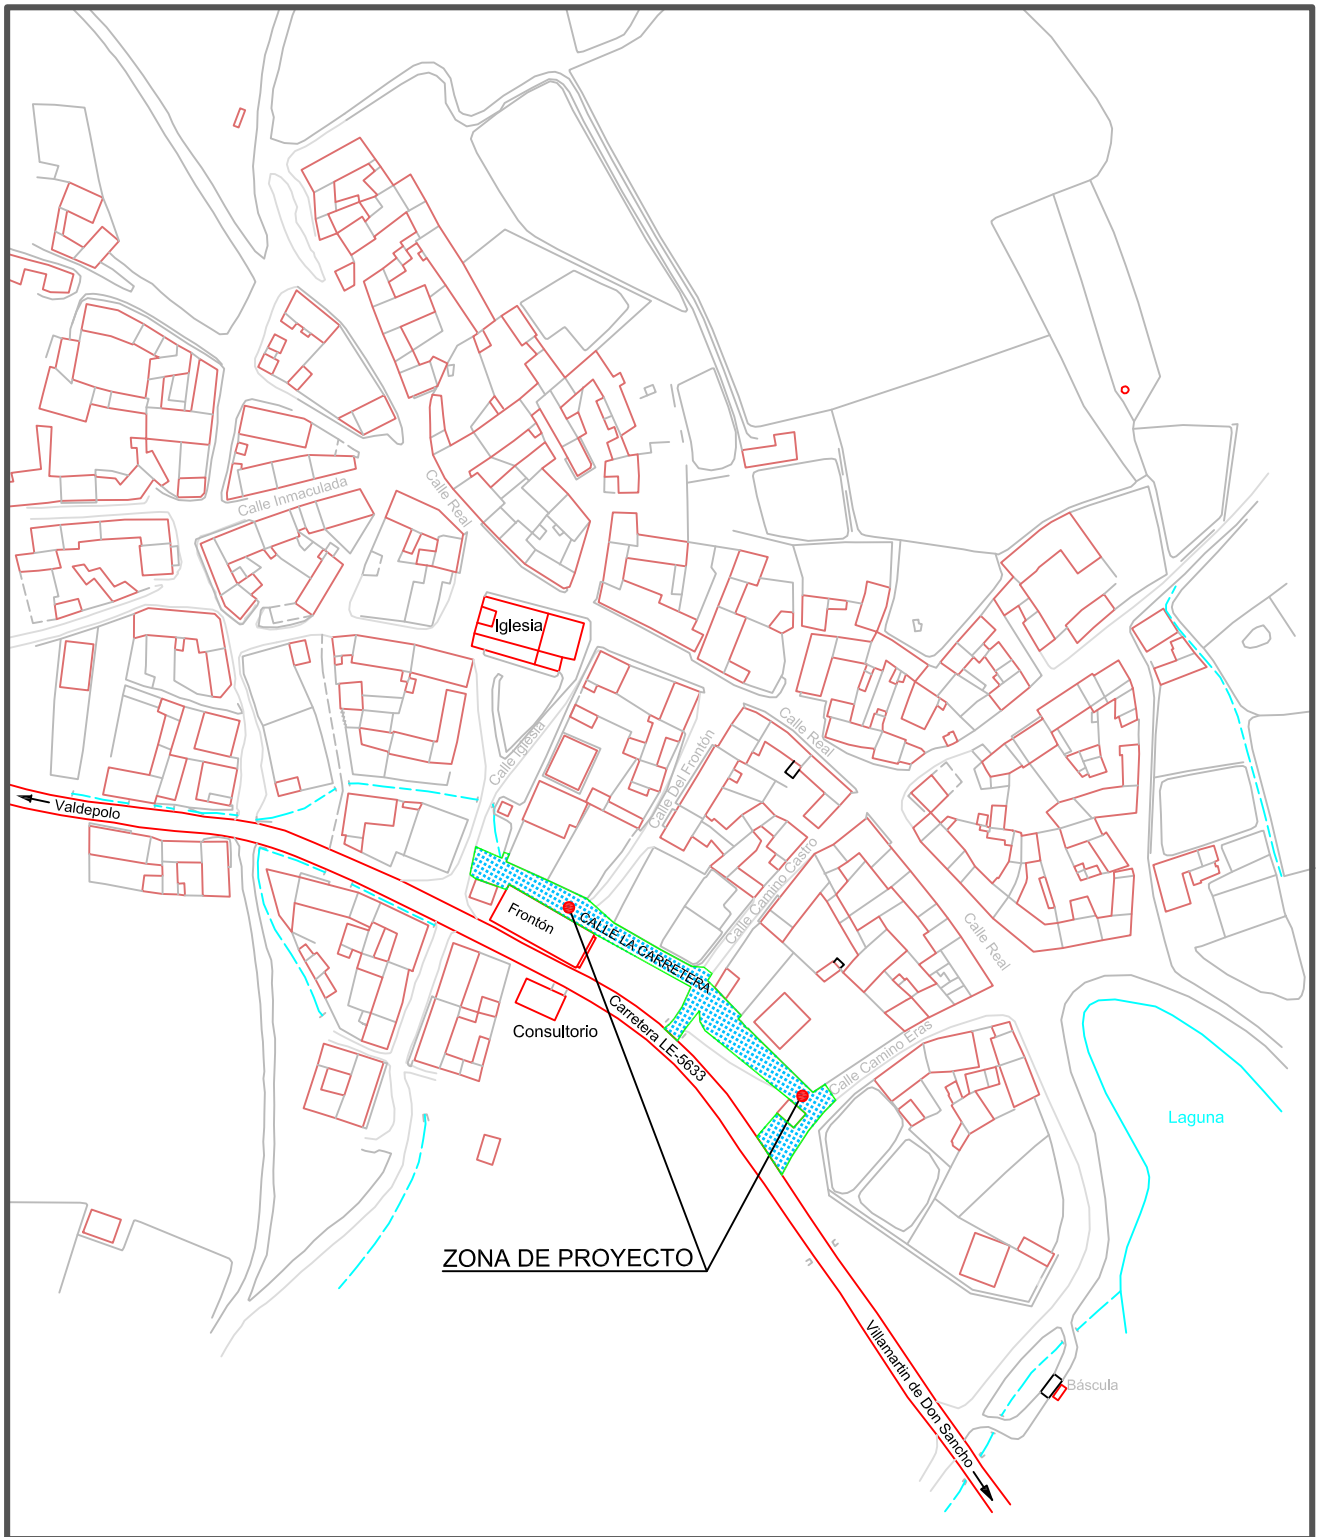 Calle Real
Calle Inmaculada
Iglesia
Calle Iglesia
Calle Del Frontón
Calle Real
Valdepolo
Calle Camino Castro
Frontón
CALLE LA CARRETERA
Calle Real
Consultorio
Carretera LE-5633
Calle Camino Eras
Laguna
ZONA DE PROYECTO
Villamartin de Don Sancho
Báscula